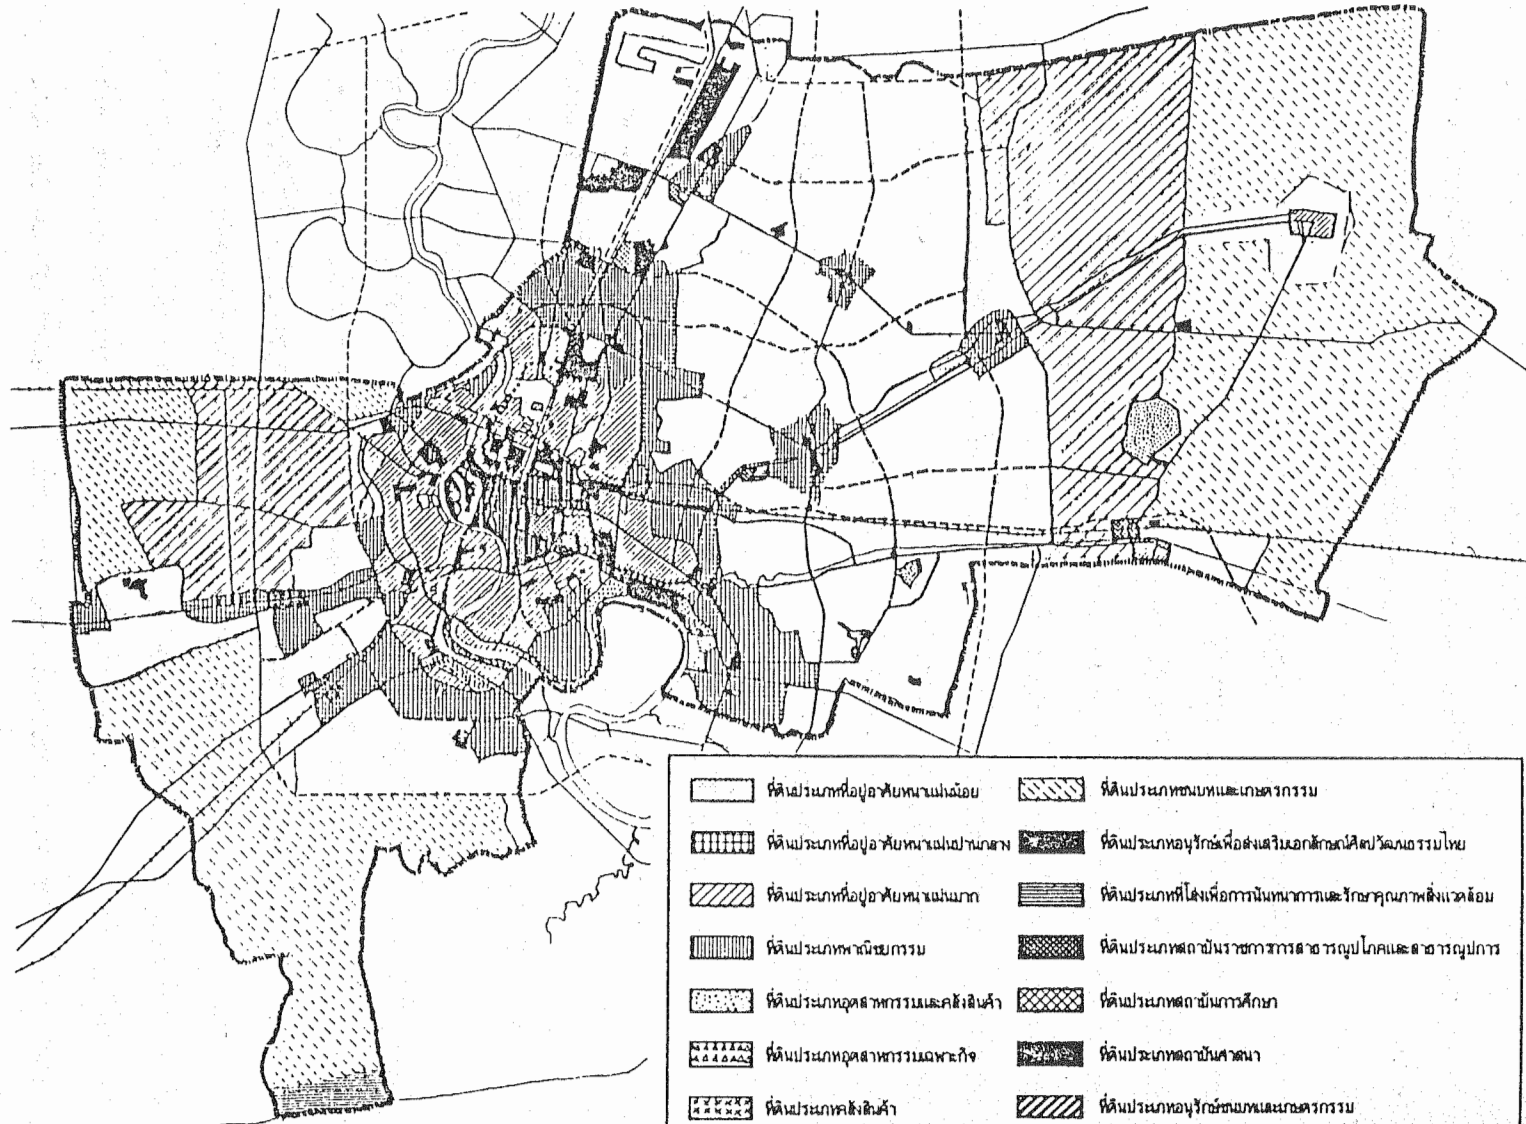 ที่ดินประเภทที่อยู่อาศัยหนาแน่นน้อย
ที่ดินประเภทที่อยู่อาศัยหนาแน่นปานกลาง
ที่ดินประเภทที่อยู่อาศัยหนาแน่นมาก
ที่ดินประเภทพาณิชยกรรม
ที่ดินประเภทอุตสาหกรรมและคลังสินค้า
ที่ดินประเภทอุตสาหกรรมเฉพาะกิจ
ที่ดินประเภทคลังสินค้า
ที่ดินประเภทชนบทและเกษตรกรรม
ที่ดินประเภทอนุรักษ์เพื่อส่งเสริมเอกลักษณ์ศิลปวัฒนธรรมไทย
ที่ดินประเภทที่โล่งเพื่อการนันทนาการและรักษาคุณภาพสิ่งแวดล้อม
ที่ดินประเภทสถาบันราชการการสาธารณูปโภคและสาธารณูปการ
ที่ดินประเภทสถาบันการศึกษา
ที่ดินประเภทสถาบันศาสนา
ที่ดินประเภทอนุรักษ์ชนบทและเกษตรกรรม